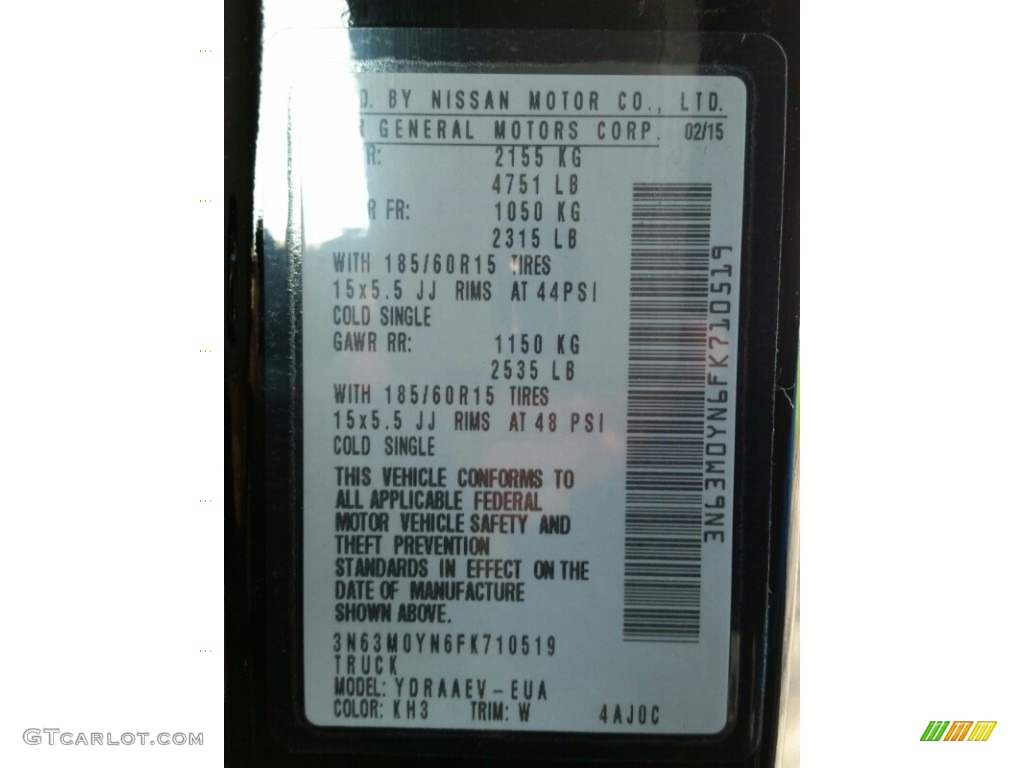 D. BY NISSAN MOTOR CO., LTD.
GENERAL MOTORS CORP. 02/15
R: 2155 KG
4751 LB
R FR: 1050 KG
2315 LB
WITH 185/60R15 TIRES
15x5.5 JJ RIMS AT 44PSI
COLD SINGLE
GAWR RR: 1150 KG
2535 LB
WITH 185/60R15 TIRES
15x5.5 JJ RIMS AT 48 PSI
COLD SINGLE
THIS VEHICLE CONFORMS TO
ALL APPLICABLE FEDERAL
MOTOR VEHICLE SAFETY AND
THEFT PREVENTION
STANDARDS IN EFFECT ON THE
DATE OF MANUFACTURE
SHOWN ABOVE.
3N63M0YN6FK710519
TRUCK
MODEL: YDRAAEV-EUA
COLOR: KH3 TRIM: W 4AJ0C
3N63M0YN6FK710519
GTCarLot.com